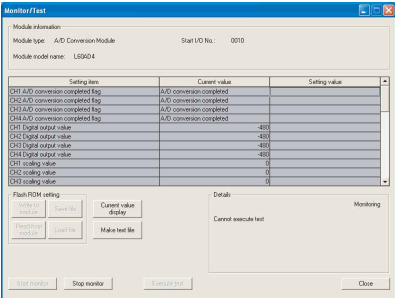 Monitor/Test
Module information
Module type: A/D Conversion Module Start I/O No.: 0010
Module model name: L60AD4
Setting item Current value Setting value
CH1 A/D conversion completed flag A/D conversion completed
CH2 A/D conversion completed flag A/D conversion completed
CH3 A/D conversion completed flag A/D conversion completed
CH4 A/D conversion completed flag A/D conversion completed
CH1 Digital output value -480
CH2 Digital output value -480
CH3 Digital output value -480
CH4 Digital output value -480
CH1 scaling value 0
CH2 scaling value 0
CH3 scaling value 0
Flash ROM setting Details
Write to module Save file Current value display Monitoring
Cannot execute test
Read from module Load file Make text file
Start monitor Stop monitor Execute test Close